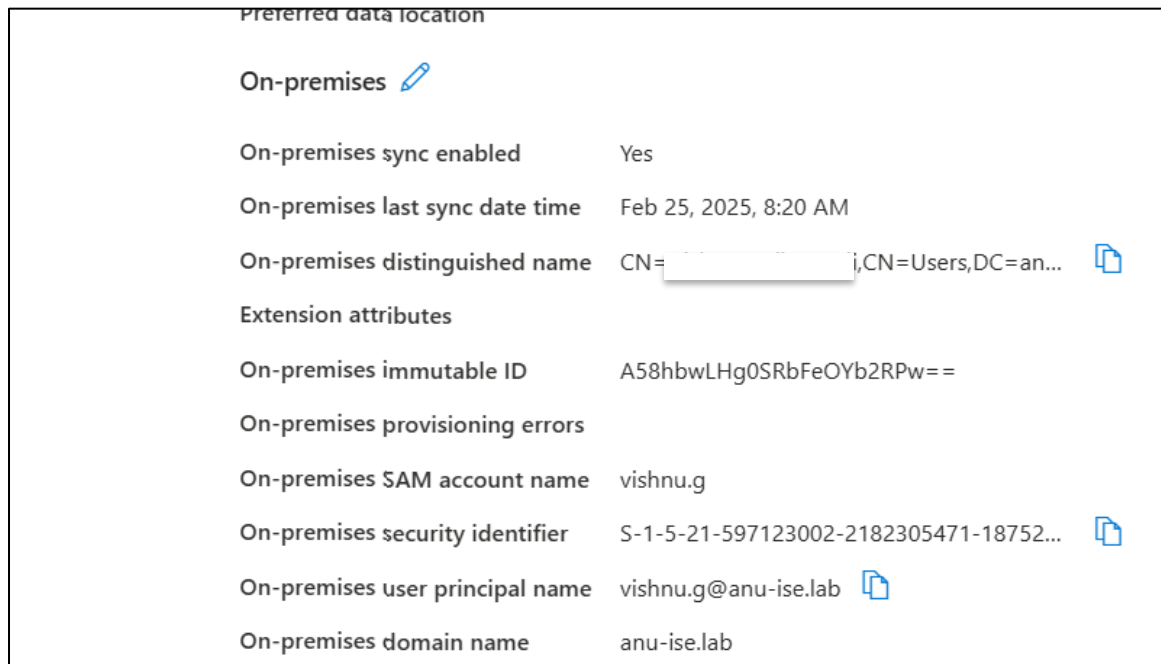 Preferred data location
On-premises
On-premises sync enabled Yes
On-premises last sync date time Feb 25, 2025, 8:20 AM
On-premises distinguished name CN= i,CN=Users,DC=an...
Extension attributes
On-premises immutable ID A58hbwLHg0SRbFeOYb2RPw==
On-premises provisioning errors
On-premises SAM account name vishnu.g
On-premises security identifier S-1-5-21-597123002-2182305471-18752...
On-premises user principal name vishnu.g@anu-ise.lab
On-premises domain name anu-ise.lab